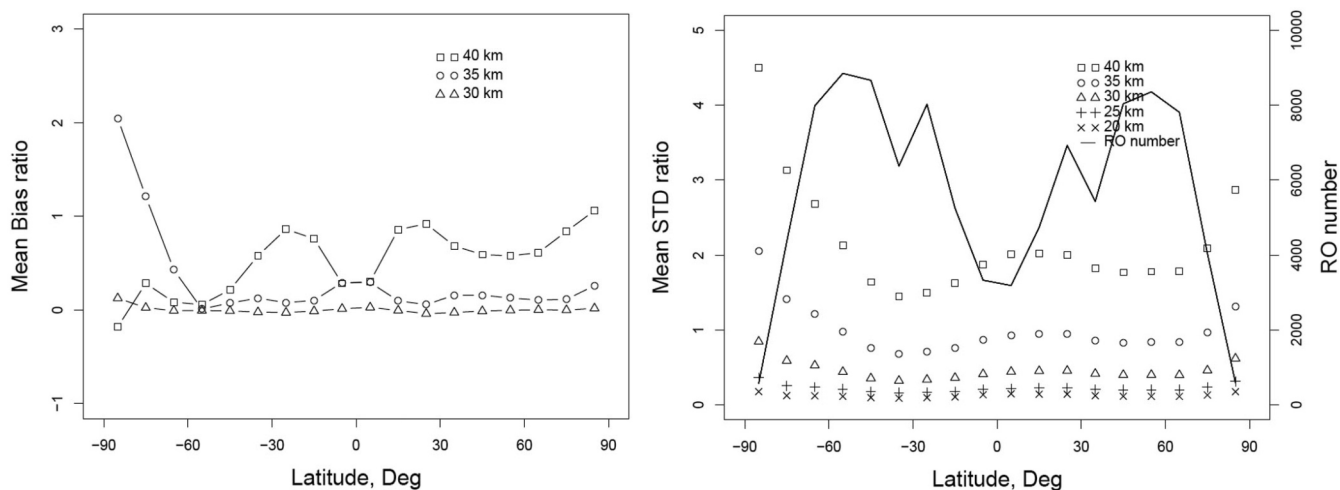 3
2
1
0
−1
Mean Bias ratio
40 km
35 km
30 km
−90
−60
−30
0
30
60
90
Latitude, Deg
5
4
3
2
1
0
Mean STD ratio
40 km
35 km
30 km
25 km
20 km
RO number
10000
8000
6000
4000
2000
0
RO number
−90
−60
−30
0
30
60
90
Latitude, Deg